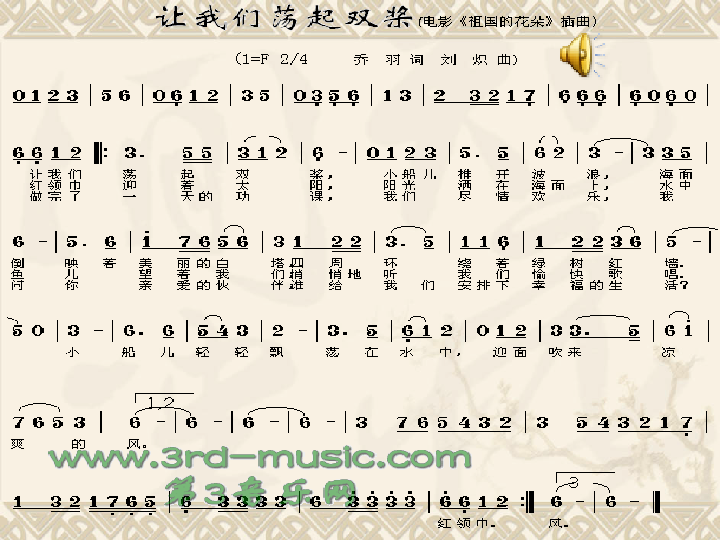 让我们荡起双桨(电影《祖国的花朵》插曲)
(1=F 2/4 乔 羽 词 刘 炽 曲)
0 1 2 3 | 5 6 | 0 6 1 2 | 3 5 | 0 3 5 6 | 1 3 | 2 3 2 1 7 | 6 6 6 | 6 0 6 0 |
6 6 1 2 ‖: 3. 5 5 | 3 1 2 | 6 - | 0 1 2 3 | 5. 5 | 6 2 | 3 - | 3 3 5 |
让我们 荡 起 双 桨, 小船儿 推 开 波 浪, 海面
红领巾 迎 着 太 阳, 阳光 洒 在 海面 上, 水中
做完了 一 天的 功 课, 我们 尽 情 欢 乐, 我
6 - | 5. 6 | i 7 6 5 6 | 3 1 2 2 | 3. 5 | 1 1 6 | 1 2 2 3 6 | 5 - |
倒 映 着 美 丽的白 塔,四 周 环 绕 着 绿 树 红 墙。
鱼 儿 望 着 我 们,悄 悄地 听 我 们 愉 快 歌 唱。
问 你 亲 爱的伙 伴,谁 给 我 们 安排下 幸 福的生 活?
5 0 | 3 - | 6. 6 | 5 4 3 | 2 - | 3. 5 | 6 1 2 | 0 1 2 | 3 3. 5 | 6 i |
小 船 儿 轻 轻 飘 荡 在 水 中, 迎 面 吹来 凉
7 6 5 3 | 6 - | 6 - | 6 - | 6 - | 3 7 6 5 4 3 2 | 3 5 4 3 2 1 7 |
1,2
爽 的 风。
www.3rd-music.com
第3音乐网
1 3 2 1 7 6 5 | 6 3 3 3 3 | 6 3 3 3 3 | 6 6 1 2 :‖ 6 - | 6 - ‖
3
红领巾。 风。